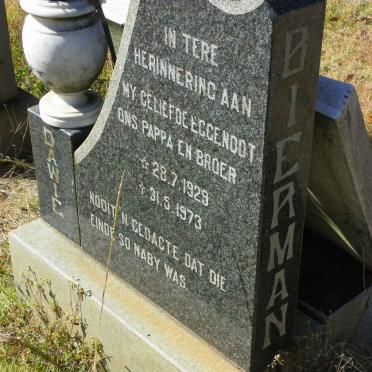 DAWIE
IN TERE
HERINNERING AAN
MY GELIEFDE EGGENOOT
ONS PAPPA EN BROER
☆ 28.7.1929
✝ 31.5.1973
NOOIT 'N GEDAGTE DAT DIE
EINDE SO NABY WAS.
BIERMAN